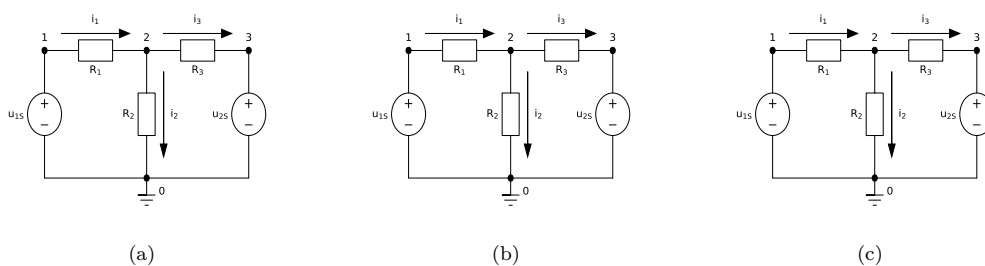 i1 i3
1 2 3
R1 R3
u1S + − R2 i2 u2S + −
0
(a)
i1 i3
1 2 3
R1 R3
u1S + − R2 i2 u2S + −
0
(b)
i1 i3
1 2 3
R1 R3
u1S + − R2 i2 u2S + −
0
(c)